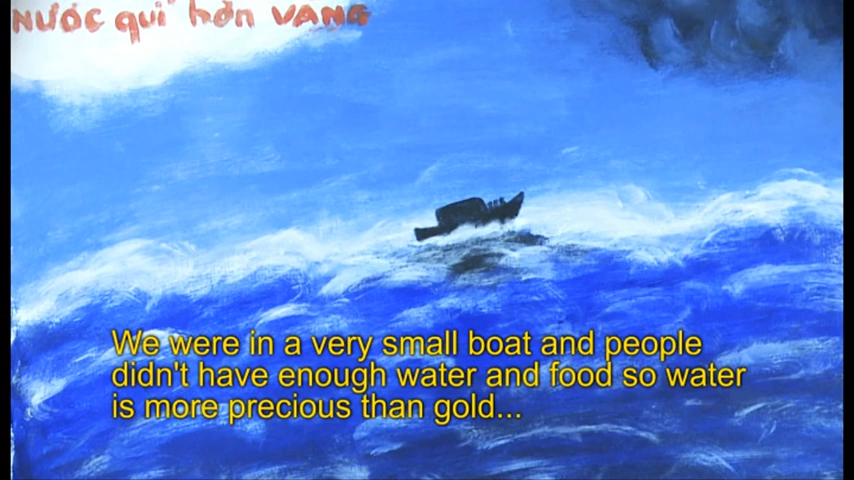 NƯỚC quí hơn VÀNG
We were in a very small boat and people
didn't have enough water and food so water
is more precious than gold...